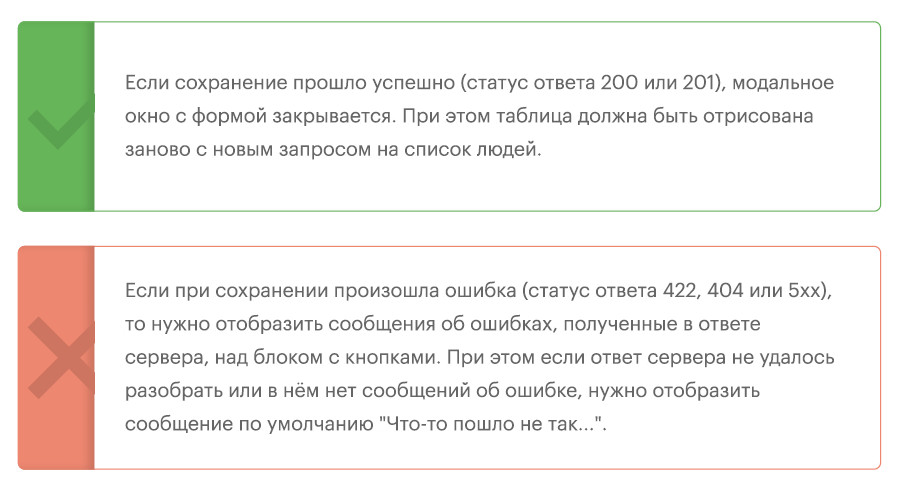 Если сохранение прошло успешно (статус ответа 200 или 201), модальное
окно с формой закрывается. При этом таблица должна быть отрисована
заново с новым запросом на список людей.
Если при сохранении произошла ошибка (статус ответа 422, 404 или 5xx),
то нужно отобразить сообщения об ошибках, полученные в ответе
сервера, над блоком с кнопками. При этом если ответ сервера не удалось
разобрать или в нём нет сообщений об ошибке, нужно отобразить
сообщение по умолчанию "Что-то пошло не так...".